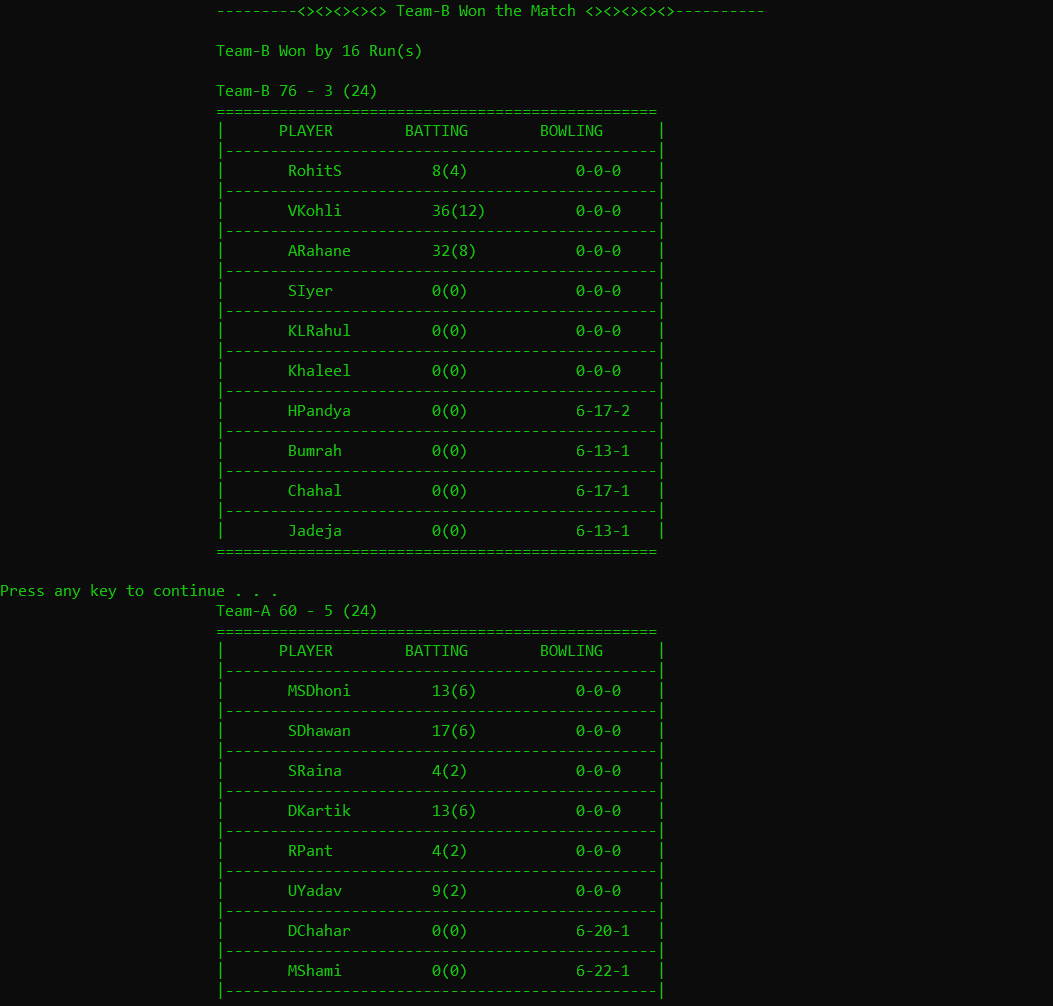 ---------<><><><><> Team-B Won the Match <><><><><>----------
Team-B Won by 16 Run(s)
Team-B 76 - 3 (24)
=================================================
| PLAYER BATTING BOWLING |
|------------------------------------------------|
| RohitS 8(4) 0-0-0 |
|------------------------------------------------|
| VKohli 36(12) 0-0-0 |
|------------------------------------------------|
| ARahane 32(8) 0-0-0 |
|------------------------------------------------|
| SIyer 0(0) 0-0-0 |
|------------------------------------------------|
| KLRahul 0(0) 0-0-0 |
|------------------------------------------------|
| Khaleel 0(0) 0-0-0 |
|------------------------------------------------|
| HPandya 0(0) 6-17-2 |
|------------------------------------------------|
| Bumrah 0(0) 6-13-1 |
|------------------------------------------------|
| Chahal 0(0) 6-17-1 |
|------------------------------------------------|
| Jadeja 0(0) 6-13-1 |
=================================================
Press any key to continue . . .
Team-A 60 - 5 (24)
=================================================
| PLAYER BATTING BOWLING |
|------------------------------------------------|
| MSDhoni 13(6) 0-0-0 |
|------------------------------------------------|
| SDhawan 17(6) 0-0-0 |
|------------------------------------------------|
| SRaina 4(2) 0-0-0 |
|------------------------------------------------|
| DKartik 13(6) 0-0-0 |
|------------------------------------------------|
| RPant 4(2) 0-0-0 |
|------------------------------------------------|
| UYadav 9(2) 0-0-0 |
|------------------------------------------------|
| DChahar 0(0) 6-20-1 |
|------------------------------------------------|
| MShami 0(0) 6-22-1 |
|------------------------------------------------|